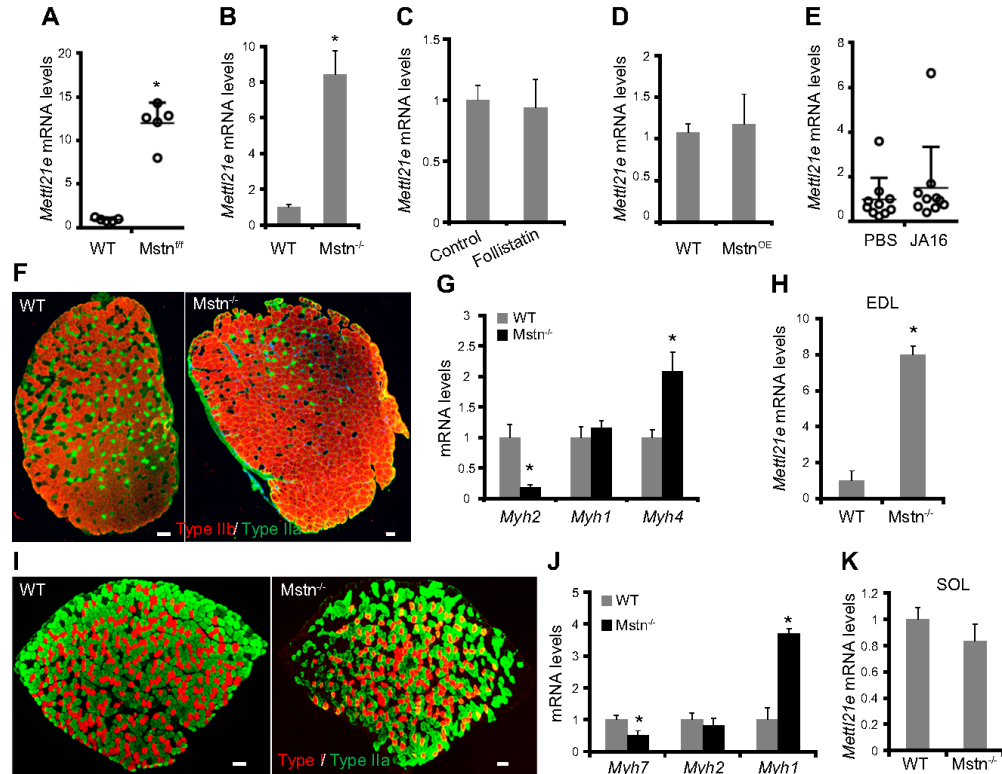 A
Mettl21e mRNA levels
20
15
10
5
0
*
WT
Mstnf/f
B
Mettl21e mRNA levels
10
8
6
4
2
0
*
WT
Mstn-/-
C
Mettl21e mRNA levels
1.5
1
0.5
0
Control
Follistatin
D
Mettl21e mRNA levels
2
1.5
1
0.5
0
WT
MstnOE
E
Mettl21e mRNA levels
8
6
4
2
0
PBS
JA16
F
WT
Mstn-/-
Type IIb/ Type IIa
G
mRNA levels
3
2.5
2
1.5
1
0.5
0
WT
Mstn-/-
*
*
Myh2
Myh1
Myh4
H
EDL
Mettl21e mRNA levels
10
8
6
4
2
0
*
WT
Mstn-/-
I
WT
Mstn-/-
Type I/ Type IIa
J
mRNA levels
5
4
3
2
1
0
WT
Mstn-/-
*
*
Myh7
Myh2
Myh1
K
SOL
Mettl21e mRNA levels
1.2
1
0.8
0.6
0.4
0.2
0
WT
Mstn-/-